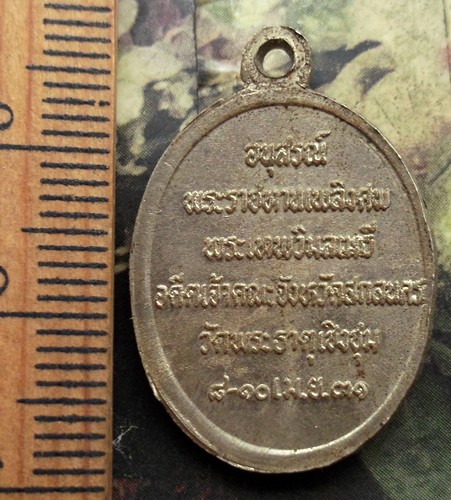 อนุสรณ์
พระราชทานเพลิงศพ
พระเทพวิมลเมธี
อดีตเจ้าคณะจังหวัดสกลนคร
วัดพระธาตุเชิงชุม
๘-๑๐ เม.ย.๓๑